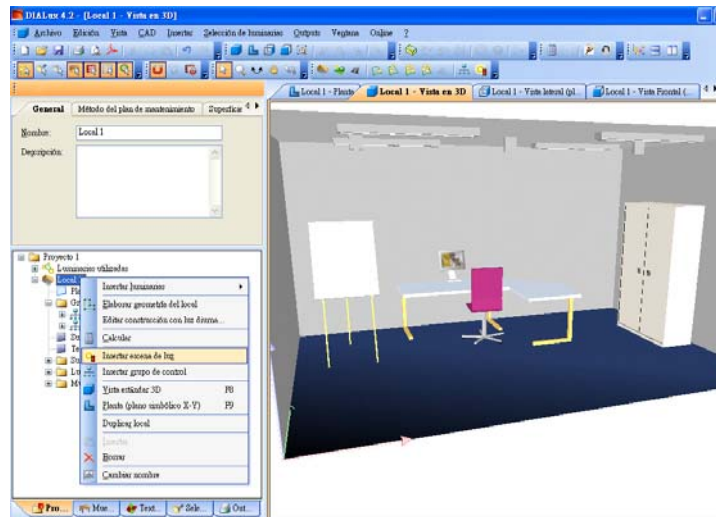 DIALux 4.2 - [Local 1 - Vista en 3D]
Archivo Edición Vista CAD Insertar Selección de luminarias Outputs Ventana Online ?
Local 1 - Planta
Local 1 - Vista en 3D
Local 1 - Vista lateral (pl...
Local 1 - Vista Frontal (...
General
Método del plan de mantenimiento
Superficie
Nombre: Local 1
Descripción:
Proyecto 1
Luminarias utilizadas
Local
Insertar luminarias
Elaborar geometría del local
Editar construcción con luz diurna...
Calcular
Insertar escena de luz
Insertar grupo de control
Vista estándar 3D F8
Planta (plano simbólico X-Y) F9
Duplicar local
Insertar
Borrar
Cambiar nombre
Pro...
Mue...
Text...
Sele...
Out...